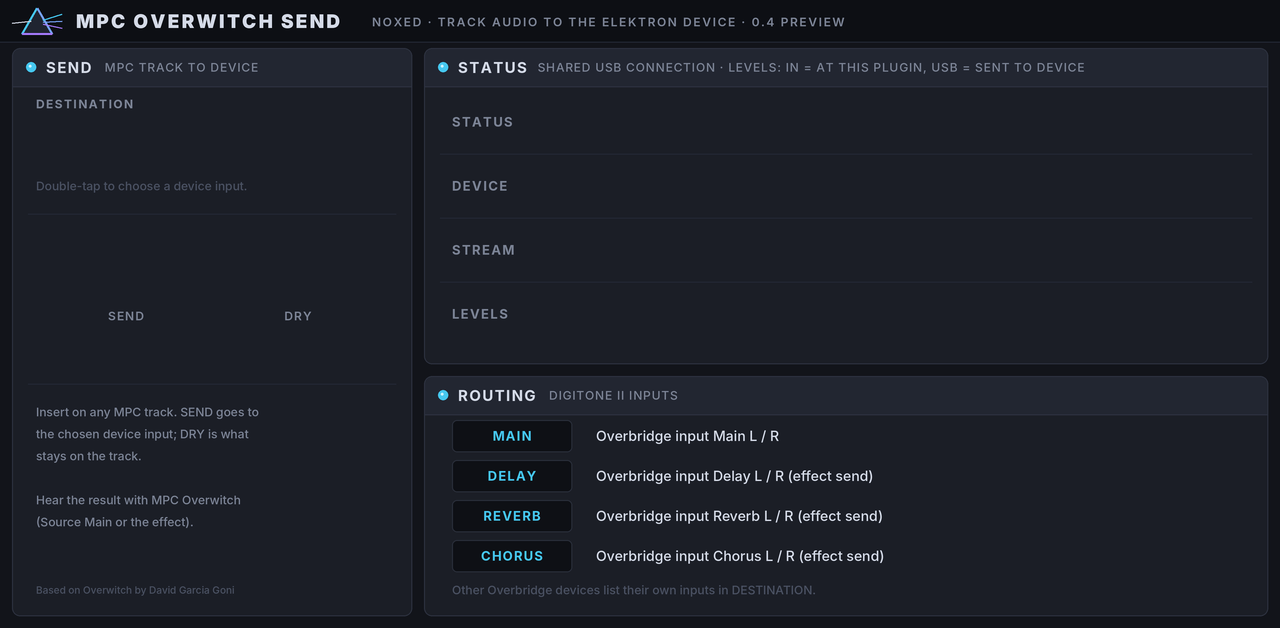 MPC OVERWITCH SEND
NOXED · TRACK AUDIO TO THE ELEKTRON DEVICE · 0.4 PREVIEW
SEND MPC TRACK TO DEVICE
DESTINATION
Double-tap to choose a device input.
SEND
DRY
Insert on any MPC track. SEND goes to
the chosen device input; DRY is what
stays on the track.
Hear the result with MPC Overwitch
(Source Main or the effect).
Based on Overwitch by David Garcia Goni
STATUS SHARED USB CONNECTION · LEVELS: IN = AT THIS PLUGIN, USB = SENT TO DEVICE
STATUS
DEVICE
STREAM
LEVELS
ROUTING DIGITONE II INPUTS
MAIN Overbridge input Main L / R
DELAY Overbridge input Delay L / R (effect send)
REVERB Overbridge input Reverb L / R (effect send)
CHORUS Overbridge input Chorus L / R (effect send)
Other Overbridge devices list their own inputs in DESTINATION.